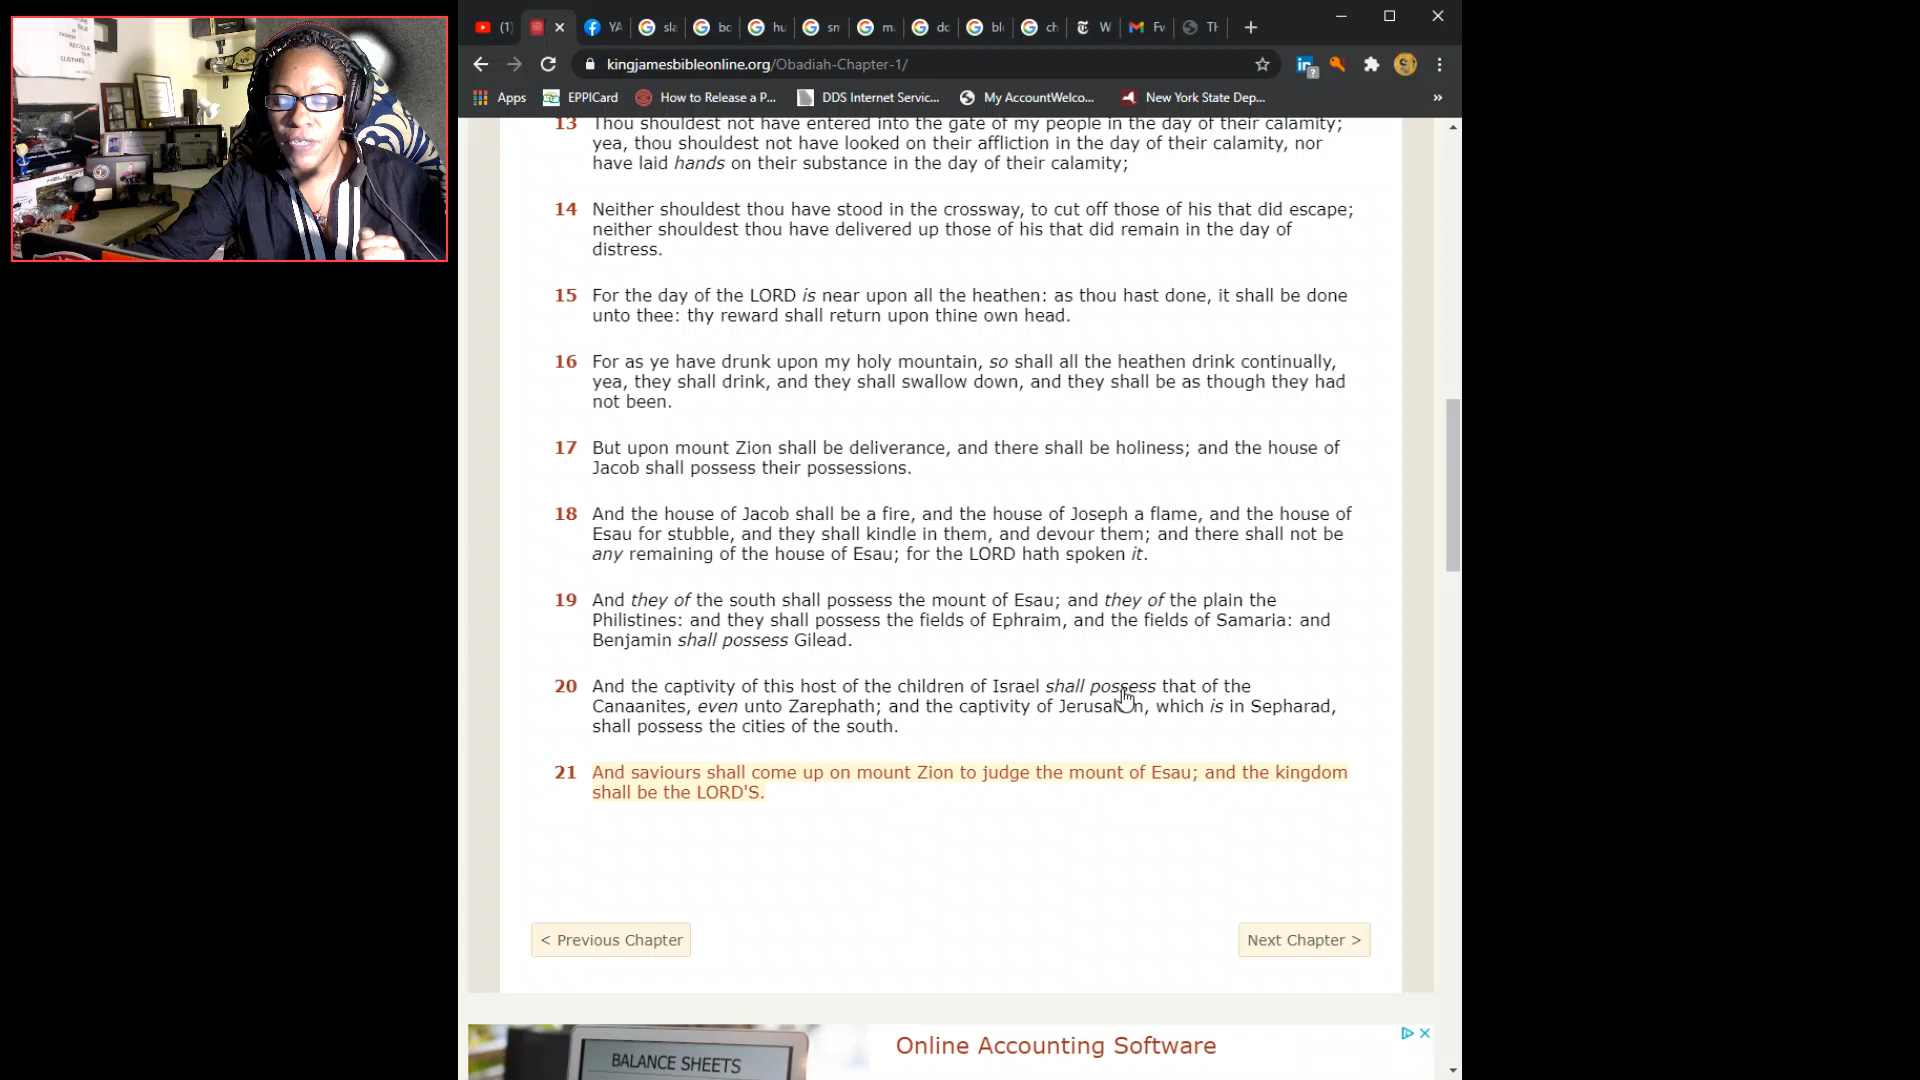 (1)
YA
sla
bc
hu
sn
m
dc
bl
ch
W
Fw
Th
kingjamesbibleonline.org/Obadiah-Chapter-1/
Apps
EPPICard
How to Release a P...
DDS Internet Servic...
My AccountWelco...
New York State Dep...
»
13 Thou shouldest not have entered into the gate of my people in the day of their calamity;
yea, thou shouldest not have looked on their affliction in the day of their calamity, nor
have laid hands on their substance in the day of their calamity;
14 Neither shouldest thou have stood in the crossway, to cut off those of his that did escape;
neither shouldest thou have delivered up those of his that did remain in the day of
distress.
15 For the day of the LORD is near upon all the heathen: as thou hast done, it shall be done
unto thee: thy reward shall return upon thine own head.
16 For as ye have drunk upon my holy mountain, so shall all the heathen drink continually,
yea, they shall drink, and they shall swallow down, and they shall be as though they had
not been.
17 But upon mount Zion shall be deliverance, and there shall be holiness; and the house of
Jacob shall possess their possessions.
18 And the house of Jacob shall be a fire, and the house of Joseph a flame, and the house of
Esau for stubble, and they shall kindle in them, and devour them; and there shall not be
any remaining of the house of Esau; for the LORD hath spoken it.
19 And they of the south shall possess the mount of Esau; and they of the plain the
Philistines: and they shall possess the fields of Ephraim, and the fields of Samaria: and
Benjamin shall possess Gilead.
20 And the captivity of this host of the children of Israel shall possess that of the
Canaanites, even unto Zarephath; and the captivity of Jerusalem, which is in Sepharad,
shall possess the cities of the south.
21 And saviours shall come up on mount Zion to judge the mount of Esau; and the kingdom
shall be the LORD'S.
< Previous Chapter
Next Chapter >
BALANCE SHEETS
Online Accounting Software